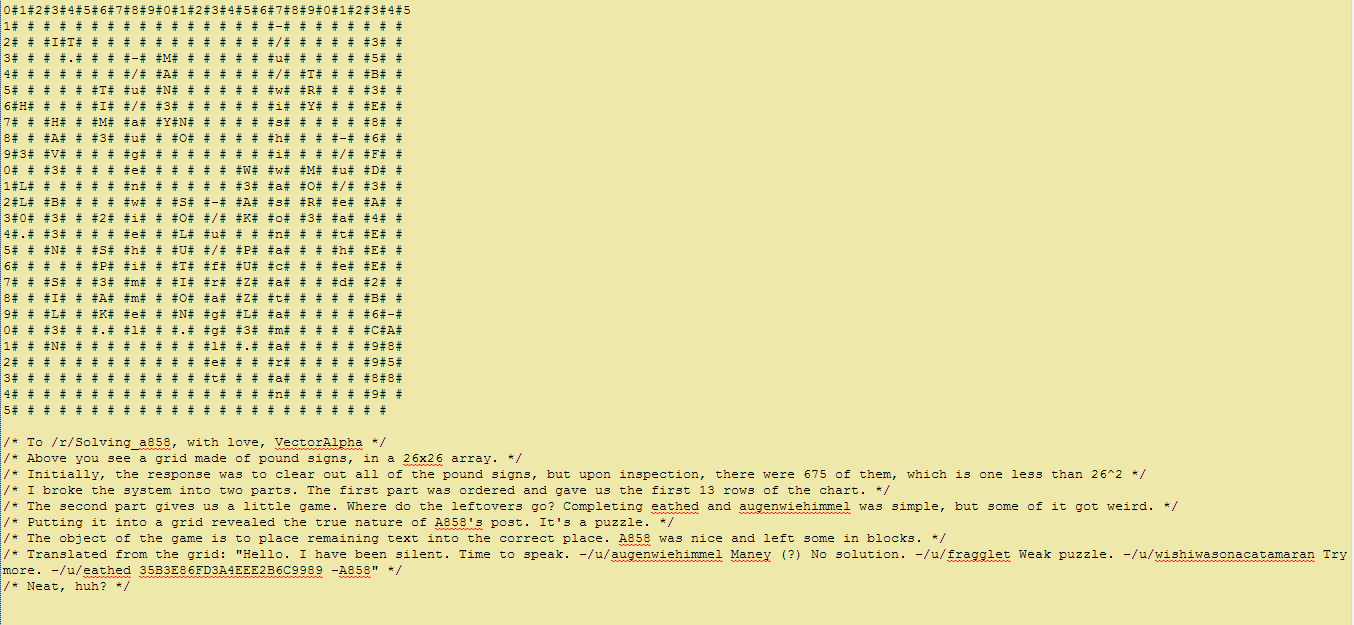 0#1#2#3#4#5#6#7#8#9#0#1#2#3#4#5#6#7#8#9#0#1#2#3#4#5
1# # # # # # # # # # # # # # # # #-# # # # # # # #
2# # #I#T# # # # # # # # # # # # #/# # # # # #3# #
3# # # #.# # # #-# #M# # # # # # #u# # # # # #5# #
4# # # # # # # #/# #A# # # # # # #/# #T# # # #B# #
5# # # # # #T# #u# #N# # # # # # #w# #R# # # #3# #
6#H# # # # #I# #/# #3# # # # # # #i# #Y# # # #E# #
7# # #H# # #M# #a# #Y#N# # # # # #s# # # # # #8# #
8# # #A# # #3# #u# # #O# # # # # #h# # # #-# #6# #
9#3# #V# # # # #g# # # # # # # # #i# # # #/# #F# #
0# # #3# # # # #e# # # # # # #W# #w# #M# #u# #D# #
1#L# # # # # # #n# # # # # # #3# #a# #O# #/# #3# #
2#L# #B# # # # #w# # #S# #-# #A# #s# #R# #e# #A# #
3#0# #3# # #2# #i# # #O# #/# #K# #o# #3# #a# #4# #
4#.# #3# # # # #e# # #L# #u# # # #n# # # #t# #E# #
5# # #N# # #S# #h# # #U# #/# #P# #a# # # #h# #E# #
6# # # # # #P# #i# # #T# #f# #U# #c# # # #e# #E# #
7# # #S# # #3# #m# # #I# #r# #Z# #a# # # #d# #2# #
8# # #I# # #A# #m# # #O# #a# #Z# #t# # # # # #B# #
9# # #L# # #K# #e# # #N# #g# #L# #a# # # # # #6#-#
0# # #3# # #.# #l# # #.# #g# #3# #m# # # # # #C#A#
1# # #N# # # # # # # # # #l# #.# #a# # # # # #9#8#
2# # # # # # # # # # # # #e# # # #r# # # # # #9#5#
3# # # # # # # # # # # # #t# # # #a# # # # # #8#8#
4# # # # # # # # # # # # # # # # #n# # # # # #9# #
5# # # # # # # # # # # # # # # # # # # # # # # #
/* To /r/Solving_a858, with love, VectorAlpha */
/* Above you see a grid made of pound signs, in a 26x26 array. */
/* Initially, the response was to clear out all of the pound signs, but upon inspection, there were 675 of them, which is one less than 26^2 */
/* I broke the system into two parts. The first part was ordered and gave us the first 13 rows of the chart. */
/* The second part gives us a little game. Where do the leftovers go? Completing eathed and augenwiehimmel was simple, but some of it got weird. */
/* Putting it into a grid revealed the true nature of A858's post. It's a puzzle. */
/* The object of the game is to place remaining text into the correct place. A858 was nice and left some in blocks. */
/* Translated from the grid: "Hello. I have been silent. Time to speak. -/u/augenwiehimmel Maney (?) No solution. -/u/fragglet Weak puzzle. -/u/wishiwasonacatamaran Try
more. -/u/eathed 35B3E86FD3A4EEE2B6C9989 -A858" */
/* Neat, huh? */